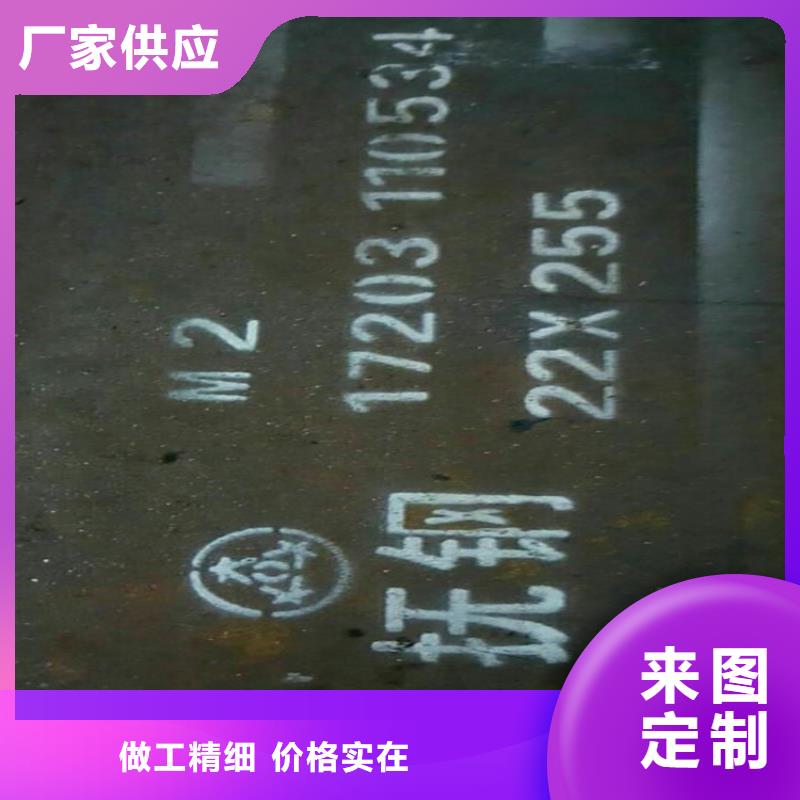 厂家供应
抚钢
M2
17203 110534
22X255
来图
定制
做工精细 价格实在